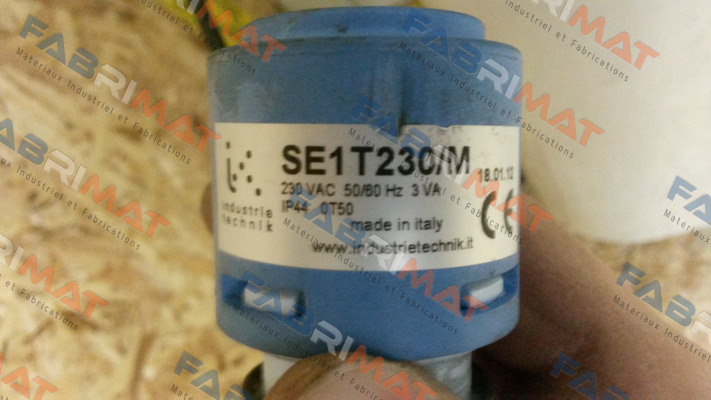 SE1T230/M
18.01.12
230 VAC 50/60 Hz 3 VA
IP44 0T50
industrie
technik
made in italy
www.industrietechnik.it
CE
FABRIMAT
Matériaux Industriel et Fabrications